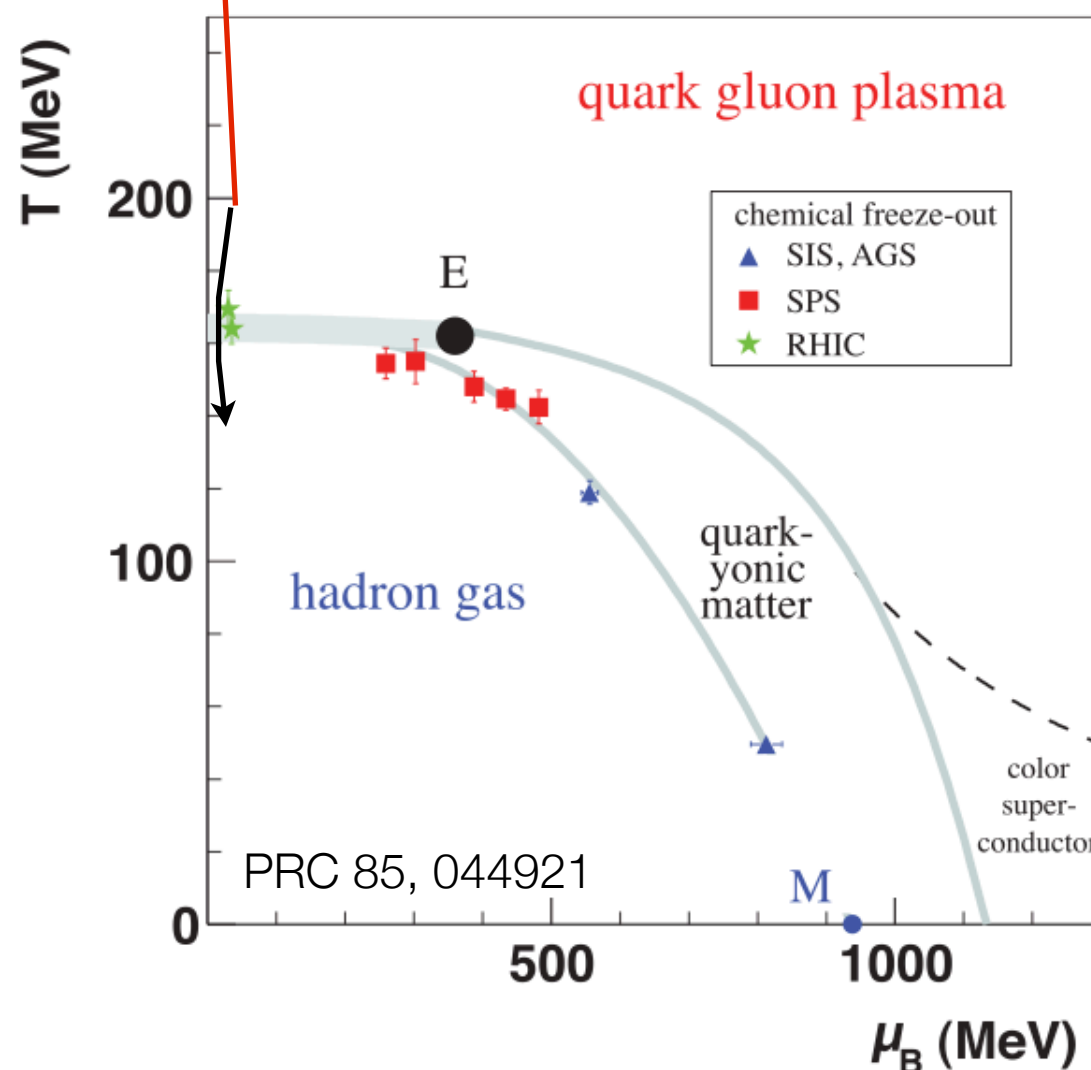 T (MeV)
quark gluon plasma
200
chemical freeze-out
SIS, AGS
SPS
RHIC
E
100
quark-
yonic
matter
hadron gas
color
super-
conductor
PRC 85, 044921
M
0
500
1000
μB (MeV)